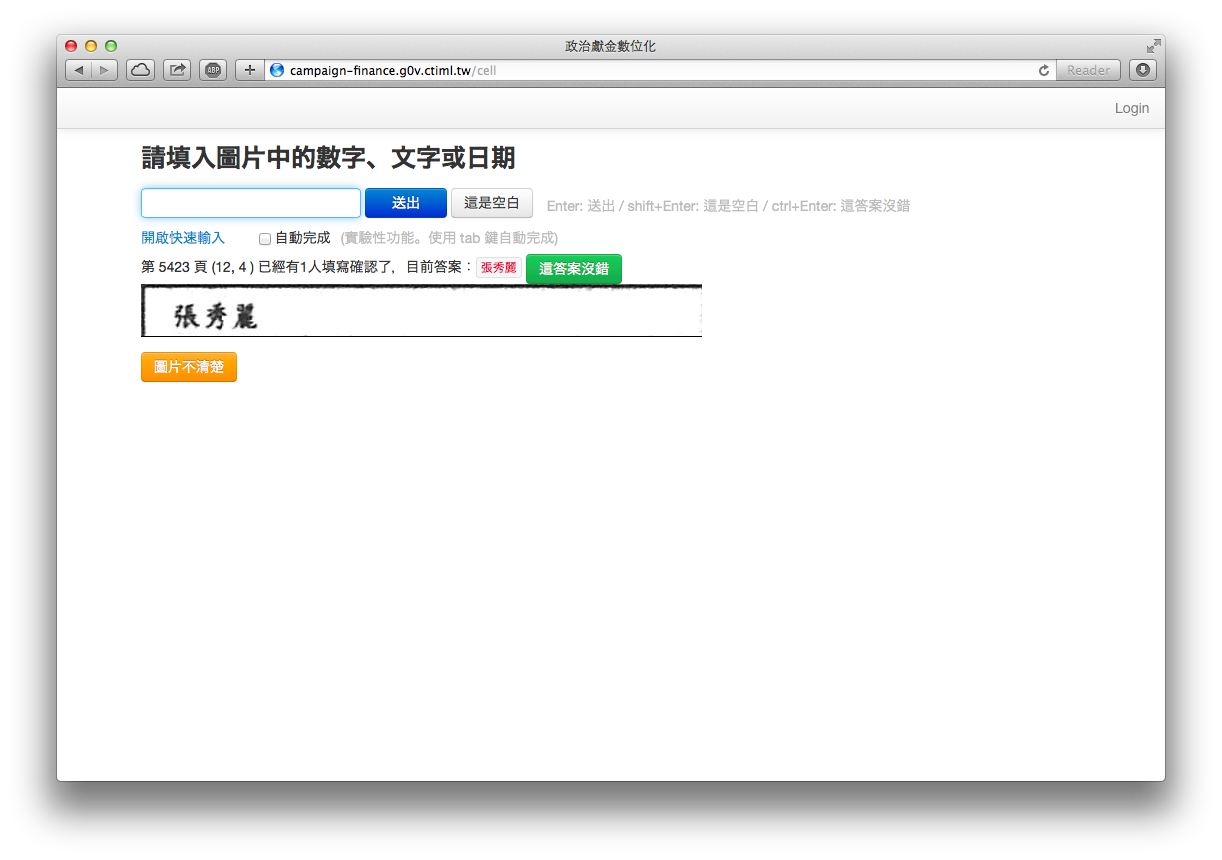 政治獻金數位化
ABP
campaign-finance.g0v.ctiml.tw/cell
Reader
Login
請填入圖片中的數字、文字或日期
送出 這是空白 Enter: 送出 / shift+Enter: 這是空白 / ctrl+Enter: 這答案沒錯
開啟快速輸入 自動完成 (實驗性功能。使用 tab 鍵自動完成)
第 5423 頁 (12, 4 ) 已經有1人填寫確認了，目前答案： 張秀麗 這答案沒錯
張秀麗
圖片不清楚